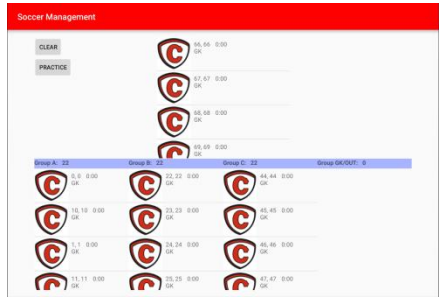 Soccer Management
CLEAR
PRACTICE
C 66, 66 0:00
GK
C 67, 67 0:00
GK
C 68, 68 0:00
GK
C 69, 69 0:00
GK
Group A: 22 Group B: 22 Group C: 22 Group GK/OUT: 0
C 0, 0 0:00 C 22, 22 0:00 C 44, 44 0:00
GK GK GK
C 10, 10 0:00 C 23, 23 0:00 C 45, 45 0:00
GK GK GK
C 1, 1 0:00 C 24, 24 0:00 C 46, 46 0:00
GK GK GK
C 11, 11 0:00 C 25, 25 0:00 C 47, 47 0:00
GK GK GK